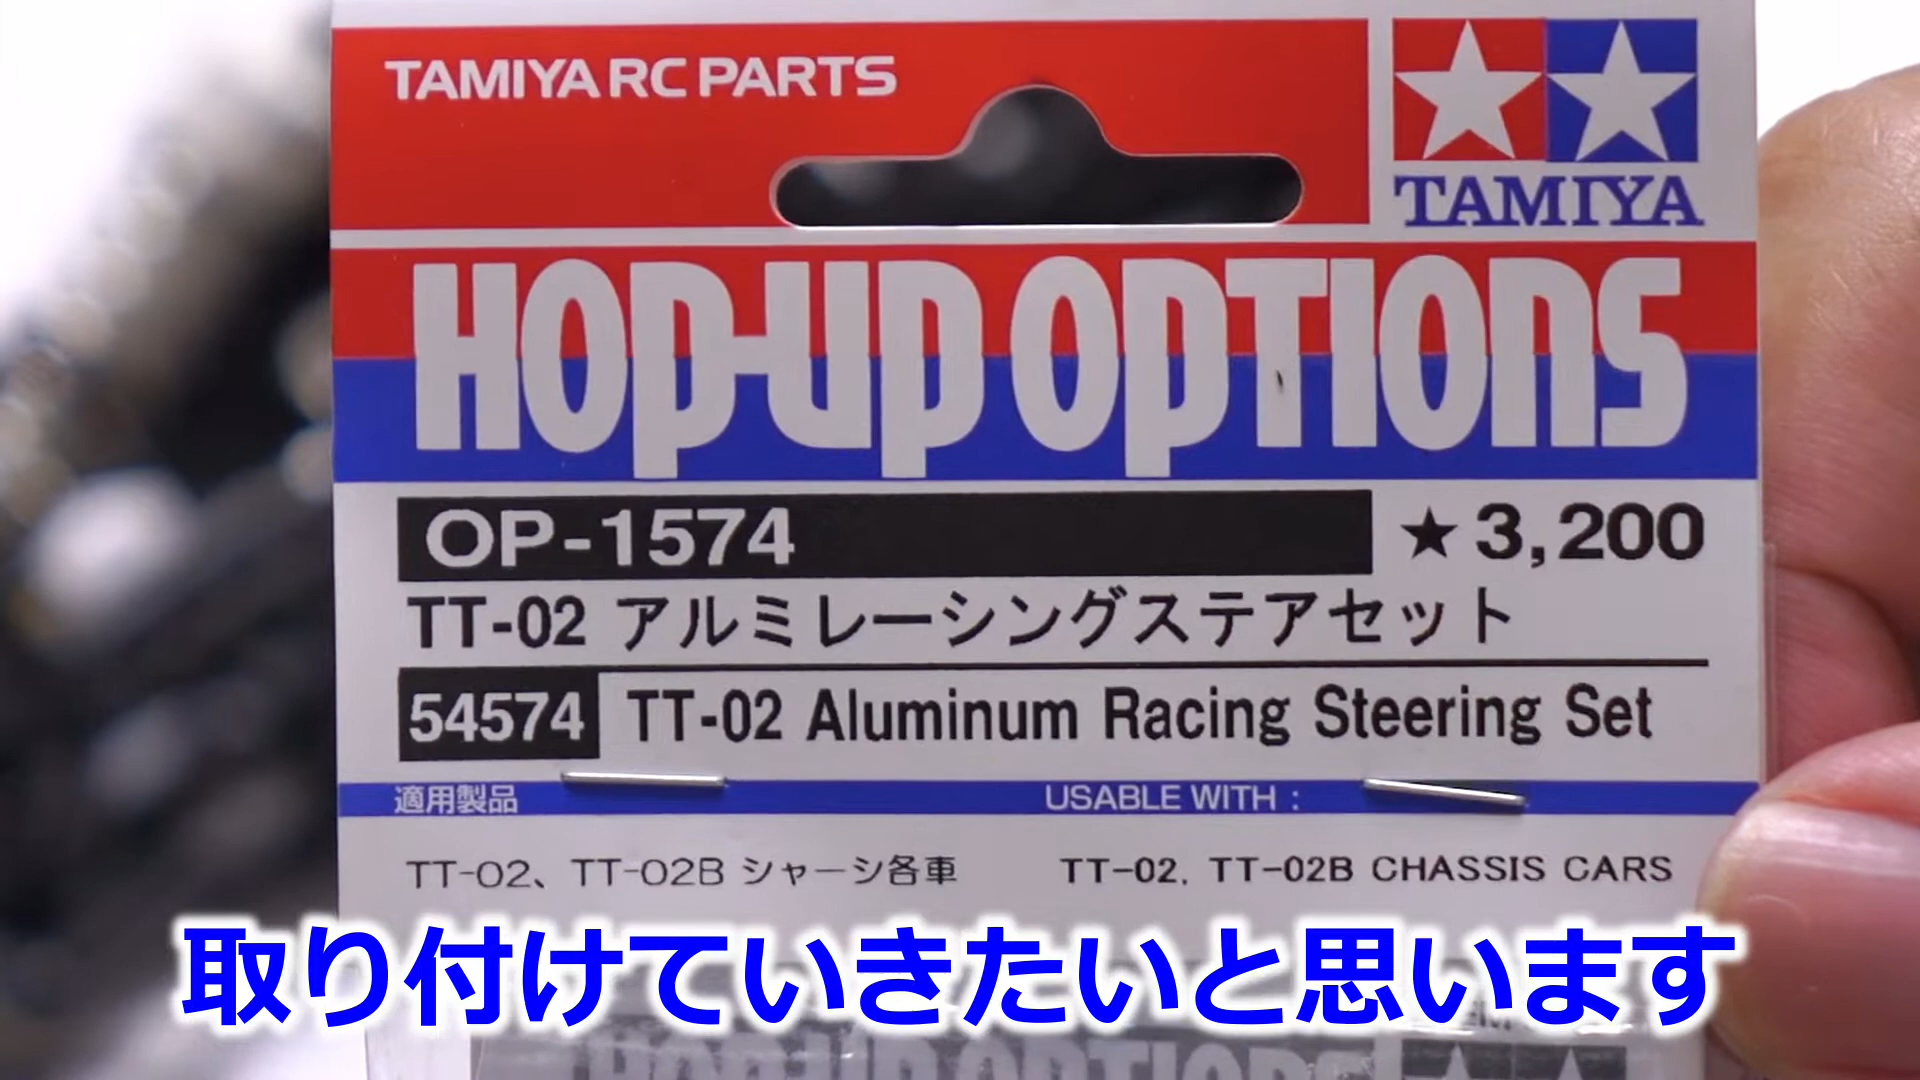 TAMIYA RC PARTS
TAMIYA
HOP-UP OPTIONS
OP-1574 ★3,200
TT-02 アルミレーシングステアセット
54574 TT-02 Aluminum Racing Steering Set
適用製品 USABLE WITH :
TT-02、TT-02B シャーシ各車 TT-02, TT-02B CHASSIS CARS
取り付けていきたいと思います
HOP-UP OPTIONS